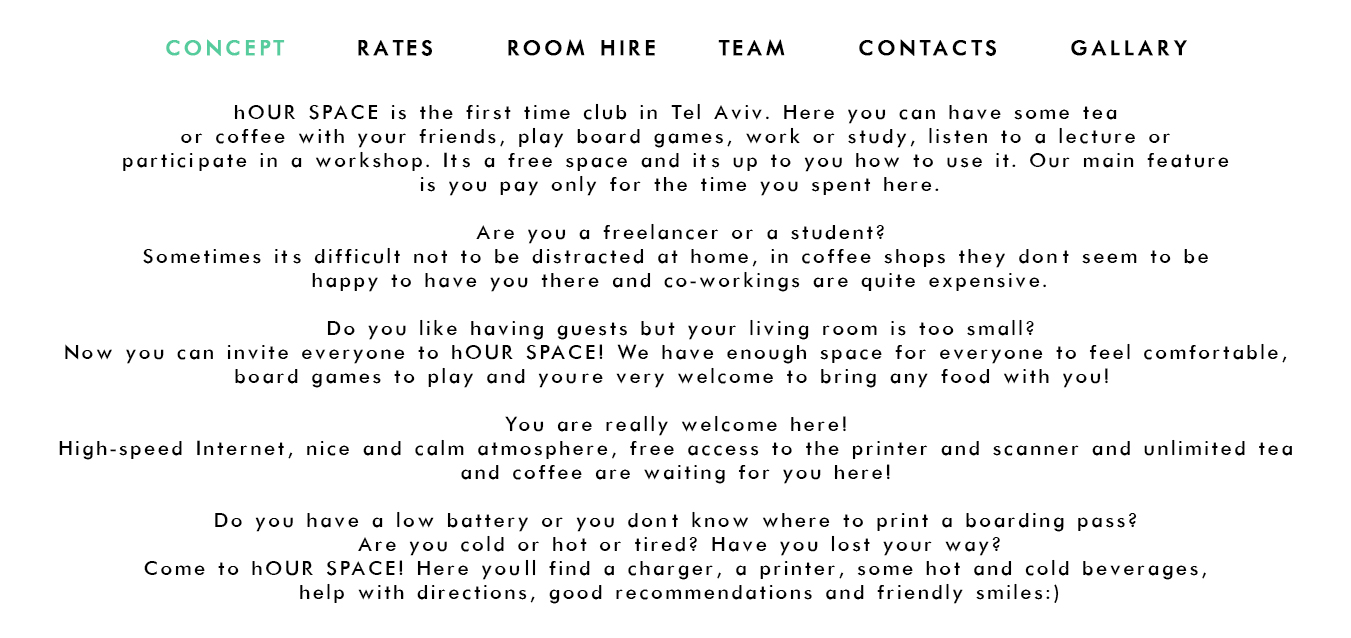 CONCEPT RATES ROOM HIRE TEAM CONTACTS GALLARY
hOUR SPACE is the first time club in Tel Aviv. Here you can have some tea
or coffee with your friends, play board games, work or study, listen to a lecture or
participate in a workshop. Its a free space and its up to you how to use it. Our main feature
is you pay only for the time you spent here.
Are you a freelancer or a student?
Sometimes its difficult not to be distracted at home, in coffee shops they dont seem to be
happy to have you there and co-workings are quite expensive.
Do you like having guests but your living room is too small?
Now you can invite everyone to hOUR SPACE! We have enough space for everyone to feel comfortable,
board games to play and youre very welcome to bring any food with you!
You are really welcome here!
High-speed Internet, nice and calm atmosphere, free access to the printer and scanner and unlimited tea
and coffee are waiting for you here!
Do you have a low battery or you dont know where to print a boarding pass?
Are you cold or hot or tired? Have you lost your way?
Come to hOUR SPACE! Here youll find a charger, a printer, some hot and cold beverages,
help with directions, good recommendations and friendly smiles:)